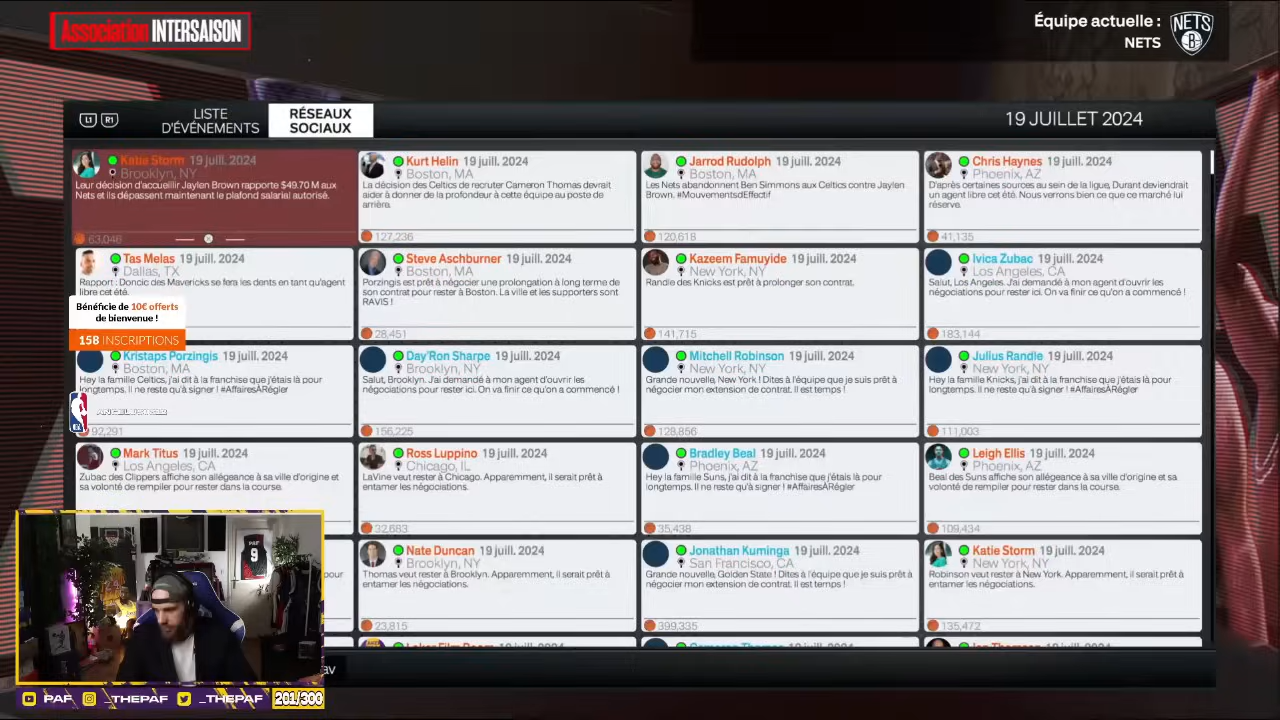 Association INTERSAISON
Équipe actuelle :
NETS
NETS
B
L1 R1
LISTE
D'ÉVÉNEMENTS
RÉSEAUX
SOCIAUX
19 JUILLET 2024
Katie Storm 19 juill. 2024
Brooklyn, NY
Leur décision d'accueillir Jaylen Brown rapporte $49.70 M aux
Nets et ils dépassent maintenant le plafond salarial autorisé.
63,046
Kurt Helin 19 juill. 2024
Boston, MA
La décision des Celtics de recruter Cameron Thomas devrait
aider à donner de la profondeur à cette équipe au poste de
arrière.
127,236
Jarrod Rudolph 19 juill. 2024
Boston, MA
Les Nets abandonnent Ben Simmons aux Celtics contre Jaylen
Brown. #MouvementsdEffectif
120,618
Chris Haynes 19 juill. 2024
Phoenix, AZ
D'après certaines sources au sein de la ligue, Durant deviendrait
un agent libre cet été. Nous verrons bien ce que ce marché lui
réserve.
41,135
Tas Melas 19 juill. 2024
Dallas, TX
Rapport : Doncic des Mavericks se fera les dents en tant qu'agent
libre cet été.
Steve Aschburner 19 juill. 2024
Boston, MA
Porzingis est prêt à négocier une prolongation à long terme de
son contrat pour rester à Boston. La ville et les supporters sont
RAVIS !
28,451
Kazeem Famuyide 19 juill. 2024
New York, NY
Randle des Knicks est prêt à prolonger son contrat.
141,715
Ivica Zubac 19 juill. 2024
Los Angeles, CA
Salut, Los Angeles. J'ai demandé à mon agent d'ouvrir les
négociations pour rester ici. On va finir ce qu'on a commencé !
183,144
Bénéficie de 10€ offerts
de bienvenue !
158 INSCRIPTIONS
Kristaps Porzingis 19 juill. 2024
Boston, MA
Hey la famille Celtics, j'ai dit à la franchise que j'étais là pour
longtemps. Il ne reste qu'à signer ! #AffairesÀRégler
92,291
Day'Ron Sharpe 19 juill. 2024
Brooklyn, NY
Salut, Brooklyn. J'ai demandé à mon agent d'ouvrir les
négociations pour rester ici. On va finir ce qu'on a commencé !
156,225
Mitchell Robinson 19 juill. 2024
New York, NY
Grande nouvelle, New York ! Dites à l'équipe que je suis prêt à
négocier mon extension de contrat. Il est temps !
128,856
Julius Randle 19 juill. 2024
New York, NY
Hey la famille Knicks, j'ai dit à la franchise que j'étais là pour
longtemps. Il ne reste qu'à signer ! #AffairesÀRégler
111,003
Mark Titus 19 juill. 2024
Los Angeles, CA
Zubac des Clippers affiche son allégeance à sa ville d'origine et
sa volonté de rempiler pour rester dans la course.
Ross Luppino 19 juill. 2024
Chicago, IL
LaVine veut rester à Chicago. Apparemment, il serait prêt à
entamer les négociations.
32,683
Bradley Beal 19 juill. 2024
Phoenix, AZ
Hey la famille Suns, j'ai dit à la franchise que j'étais là pour
longtemps. Il ne reste qu'à signer ! #AffairesÀRégler
35,438
Leigh Ellis 19 juill. 2024
Phoenix, AZ
Beal des Suns affiche son allégeance à sa ville d'origine et sa
volonté de rempiler pour rester dans la course.
109,434
pour
Nate Duncan 19 juill. 2024
Brooklyn, NY
Thomas veut rester à Brooklyn. Apparemment, il serait prêt à
entamer les négociations.
23,815
Jonathan Kuminga 19 juill. 2024
San Francisco, CA
Grande nouvelle, Golden State ! Dites à l'équipe que je suis prêt à
négocier mon extension de contrat. Il est temps !
399,335
Katie Storm 19 juill. 2024
New York, NY
Robinson veut rester à New York. Apparemment, il serait prêt à
entamer les négociations.
135,472
PAF
9
PAF _THEPAF _THEPAF 201/300